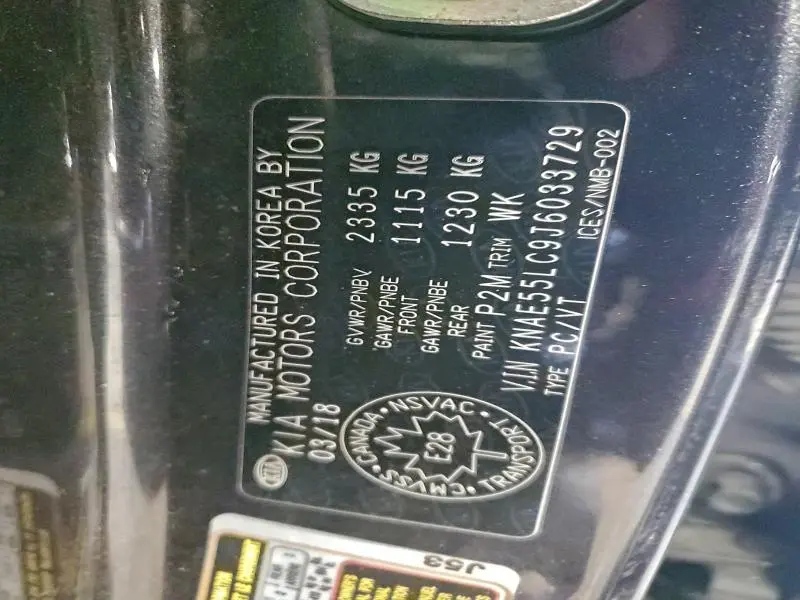 KIA
MANUFACTURED IN KOREA BY
KIA MOTORS CORPORATION
03/18
GVWR/PNBV 2335 KG
GAWR/PNBE FRONT 1115 KG
GAWR/PNBE REAR 1230 KG
PAINT P2M TRIM WK
V.I.N KNAE55LC9J6033729
TYPE PC/VT
ICES/NMB-002
CANADA · NSVAC · TRANSPORT · CMVSS
E28
J53